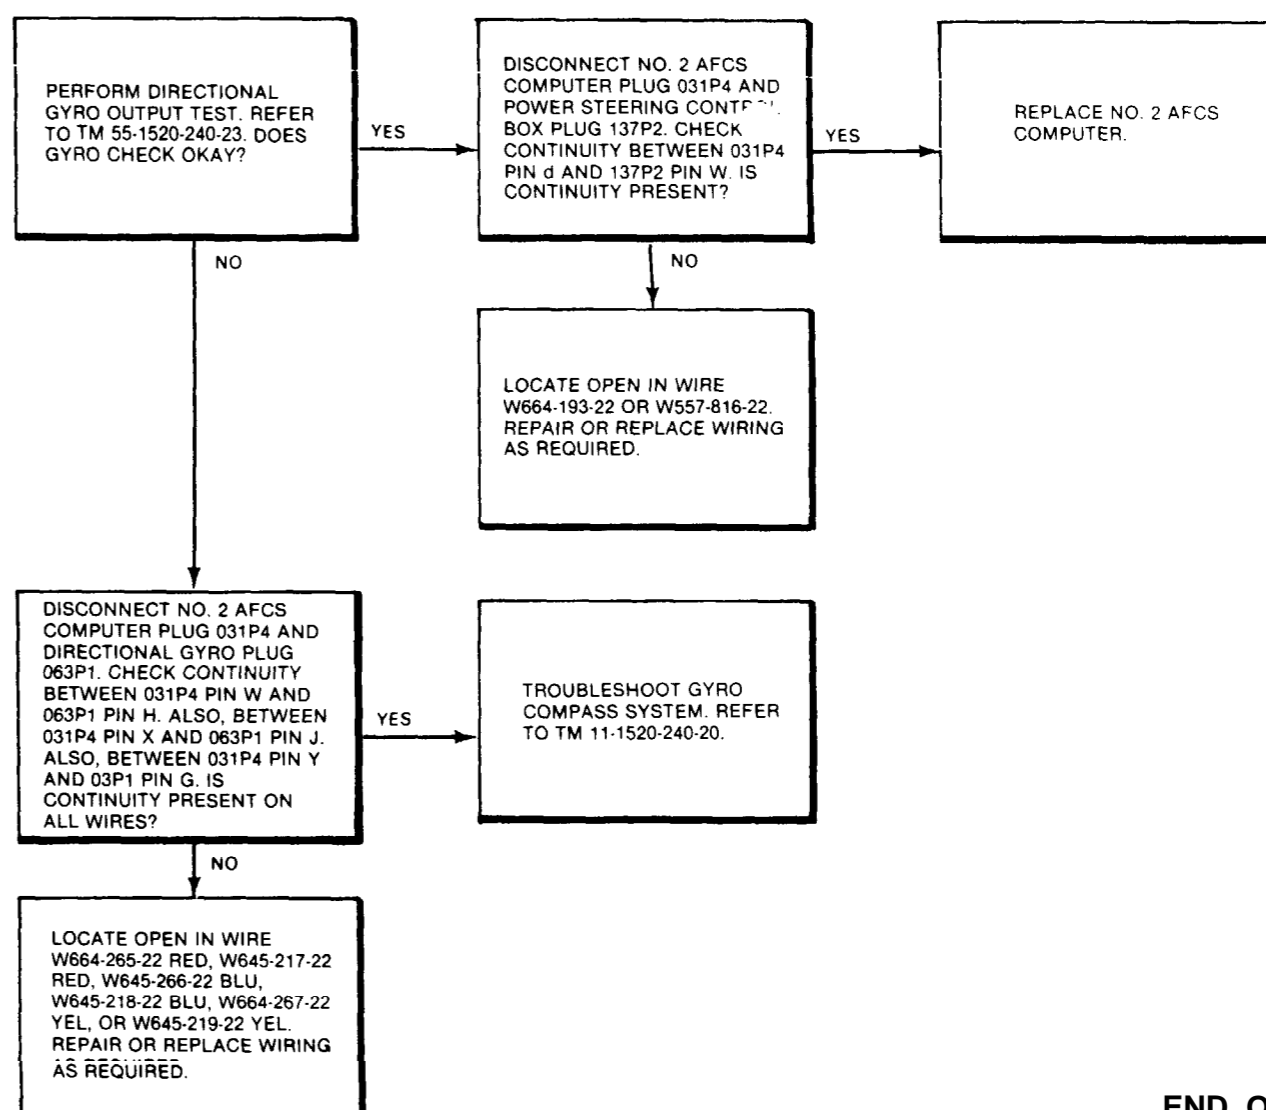 PERFORM DIRECTIONAL
GYRO OUTPUT TEST. REFER
TO TM 55-1520-240-23. DOES
GYRO CHECK OKAY?
YES
DISCONNECT NO. 2 AFCS
COMPUTER PLUG 031P4 AND
POWER STEERING
BOX PLUG 137P2. CHECK
CONTINUITY BETWEEN 031P4
PIN d AND 137P2 PIN W. IS
CONTINUITY PRESENT?
YES
REPLACE NO. 2 AFCS
COMPUTER.
NO
NO
LOCATE OPEN IN WIRE
W664-193-22 OR W557-816-22.
REPAIR OR REPLACE WIRING
AS REQUIRED.
DISCONNECT NO. 2 AFCS
COMPUTER PLUG 031P4 AND
DIRECTIONAL GYRO PLUG
063P1. CHECK CONTINUITY
BETWEEN 031P4 PIN W AND
063P1 PIN H. ALSO, BETWEEN
031P4 PIN X AND 063P1 PIN J.
ALSO, BETWEEN 031P4 PIN Y
AND 03P1 PIN G. IS
CONTINUITY PRESENT ON
ALL WIRES?
YES
TROUBLESHOOT GYRO
COMPASS SYSTEM. REFER
TO TM 11-1520-240-20.
NO
LOCATE OPEN IN WIRE
W664-265-22 RED, W645-217-22
RED, W645-266-22 BLU,
W645-218-22 BLU, W664-267-22
YEL, OR W645-219-22 YEL.
REPAIR OR REPLACE WIRING
AS REQUIRED.
END